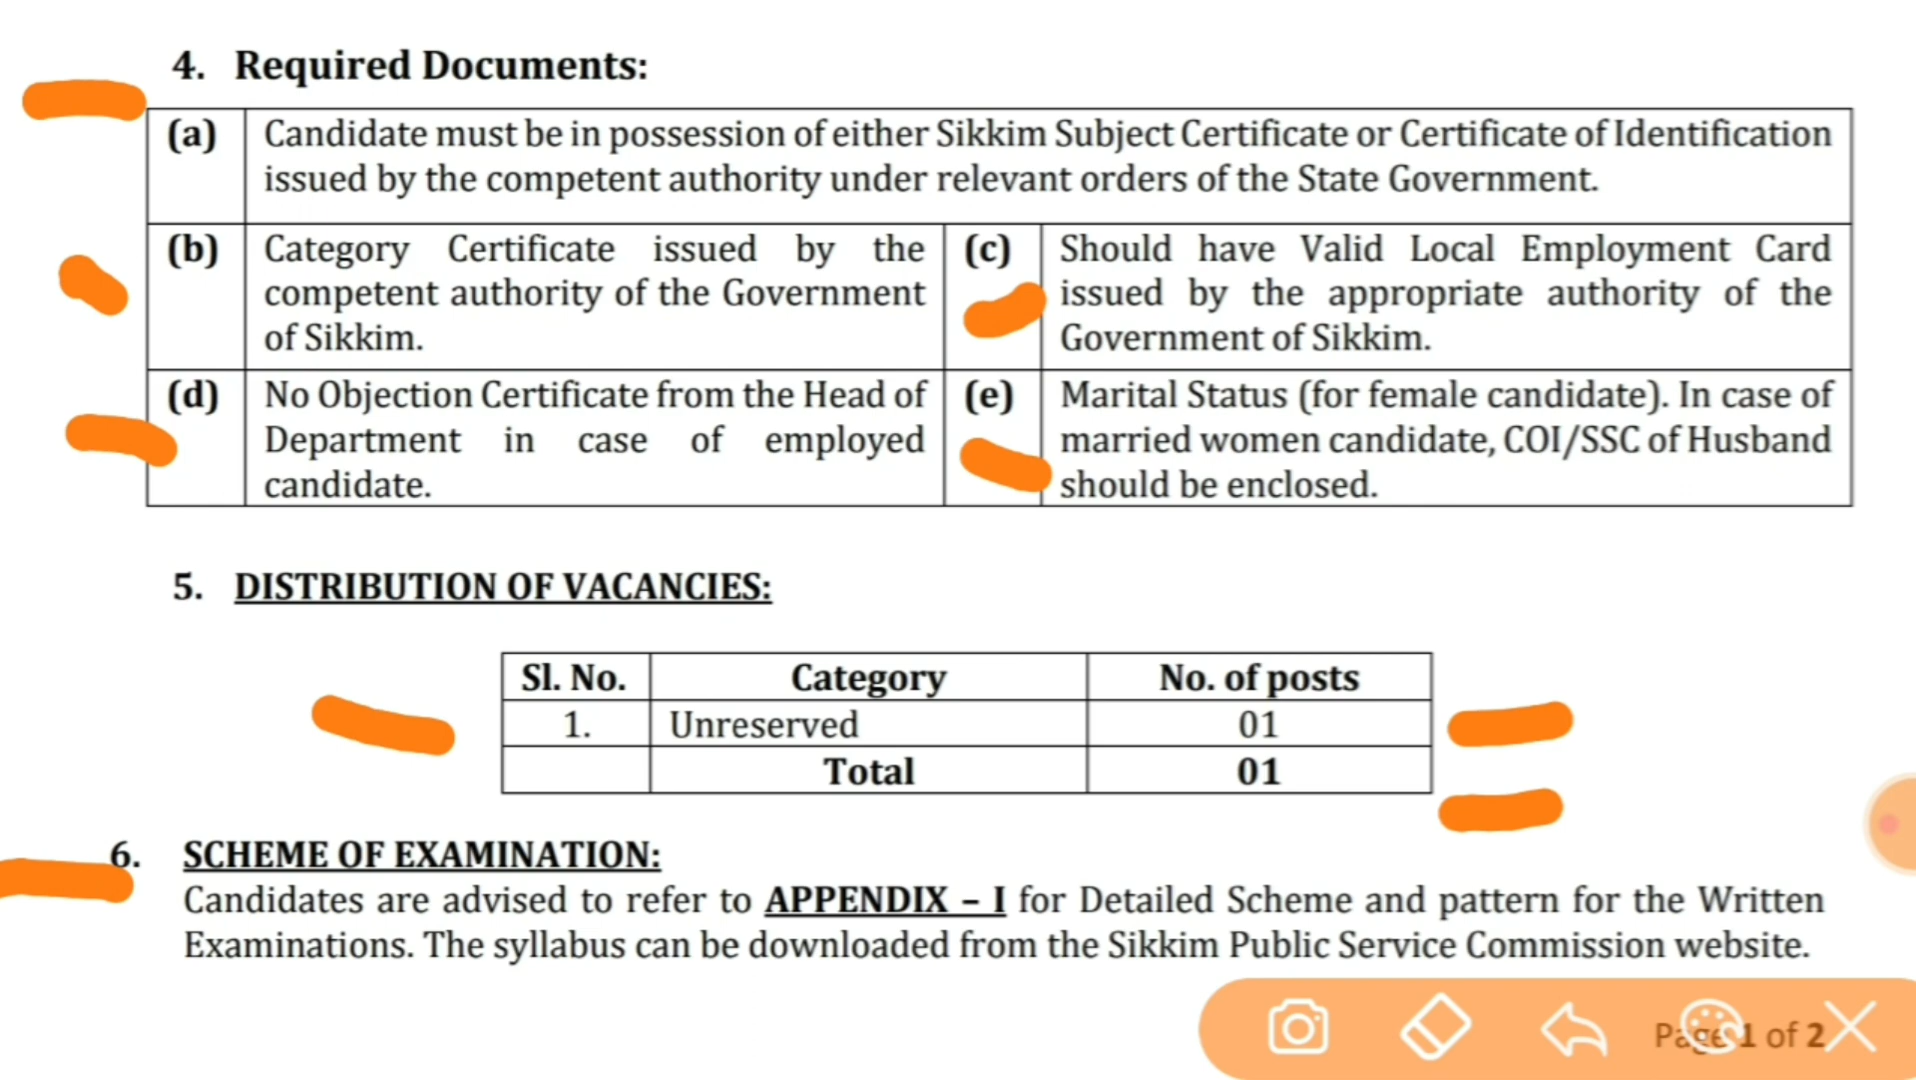 4. Required Documents:
(a) Candidate must be in possession of either Sikkim Subject Certificate or Certificate of Identification
issued by the competent authority under relevant orders of the State Government.
(b) Category Certificate issued by the
competent authority of the Government
of Sikkim.
(c) Should have Valid Local Employment Card
issued by the appropriate authority of the
Government of Sikkim.
(d) No Objection Certificate from the Head of
Department in case of employed
candidate.
(e) Marital Status (for female candidate). In case of
married women candidate, COI/SSC of Husband
should be enclosed.
5. DISTRIBUTION OF VACANCIES:
Sl. No. Category No. of posts
1. Unreserved 01
Total 01
6. SCHEME OF EXAMINATION:
Candidates are advised to refer to APPENDIX – I for Detailed Scheme and pattern for the Written
Examinations. The syllabus can be downloaded from the Sikkim Public Service Commission website.
Page 1 of 2